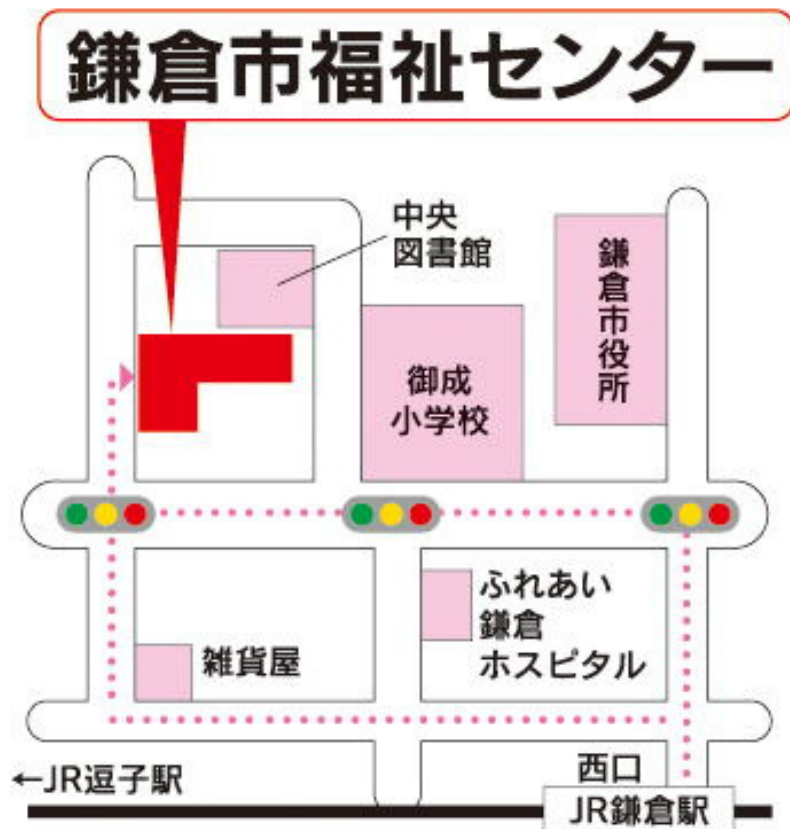 鎌倉市福祉センター
中央
図書館
鎌倉市役所
御成
小学校
ふれあい
鎌倉
ホスピタル
雑貨屋
←JR逗子駅
西口
JR鎌倉駅